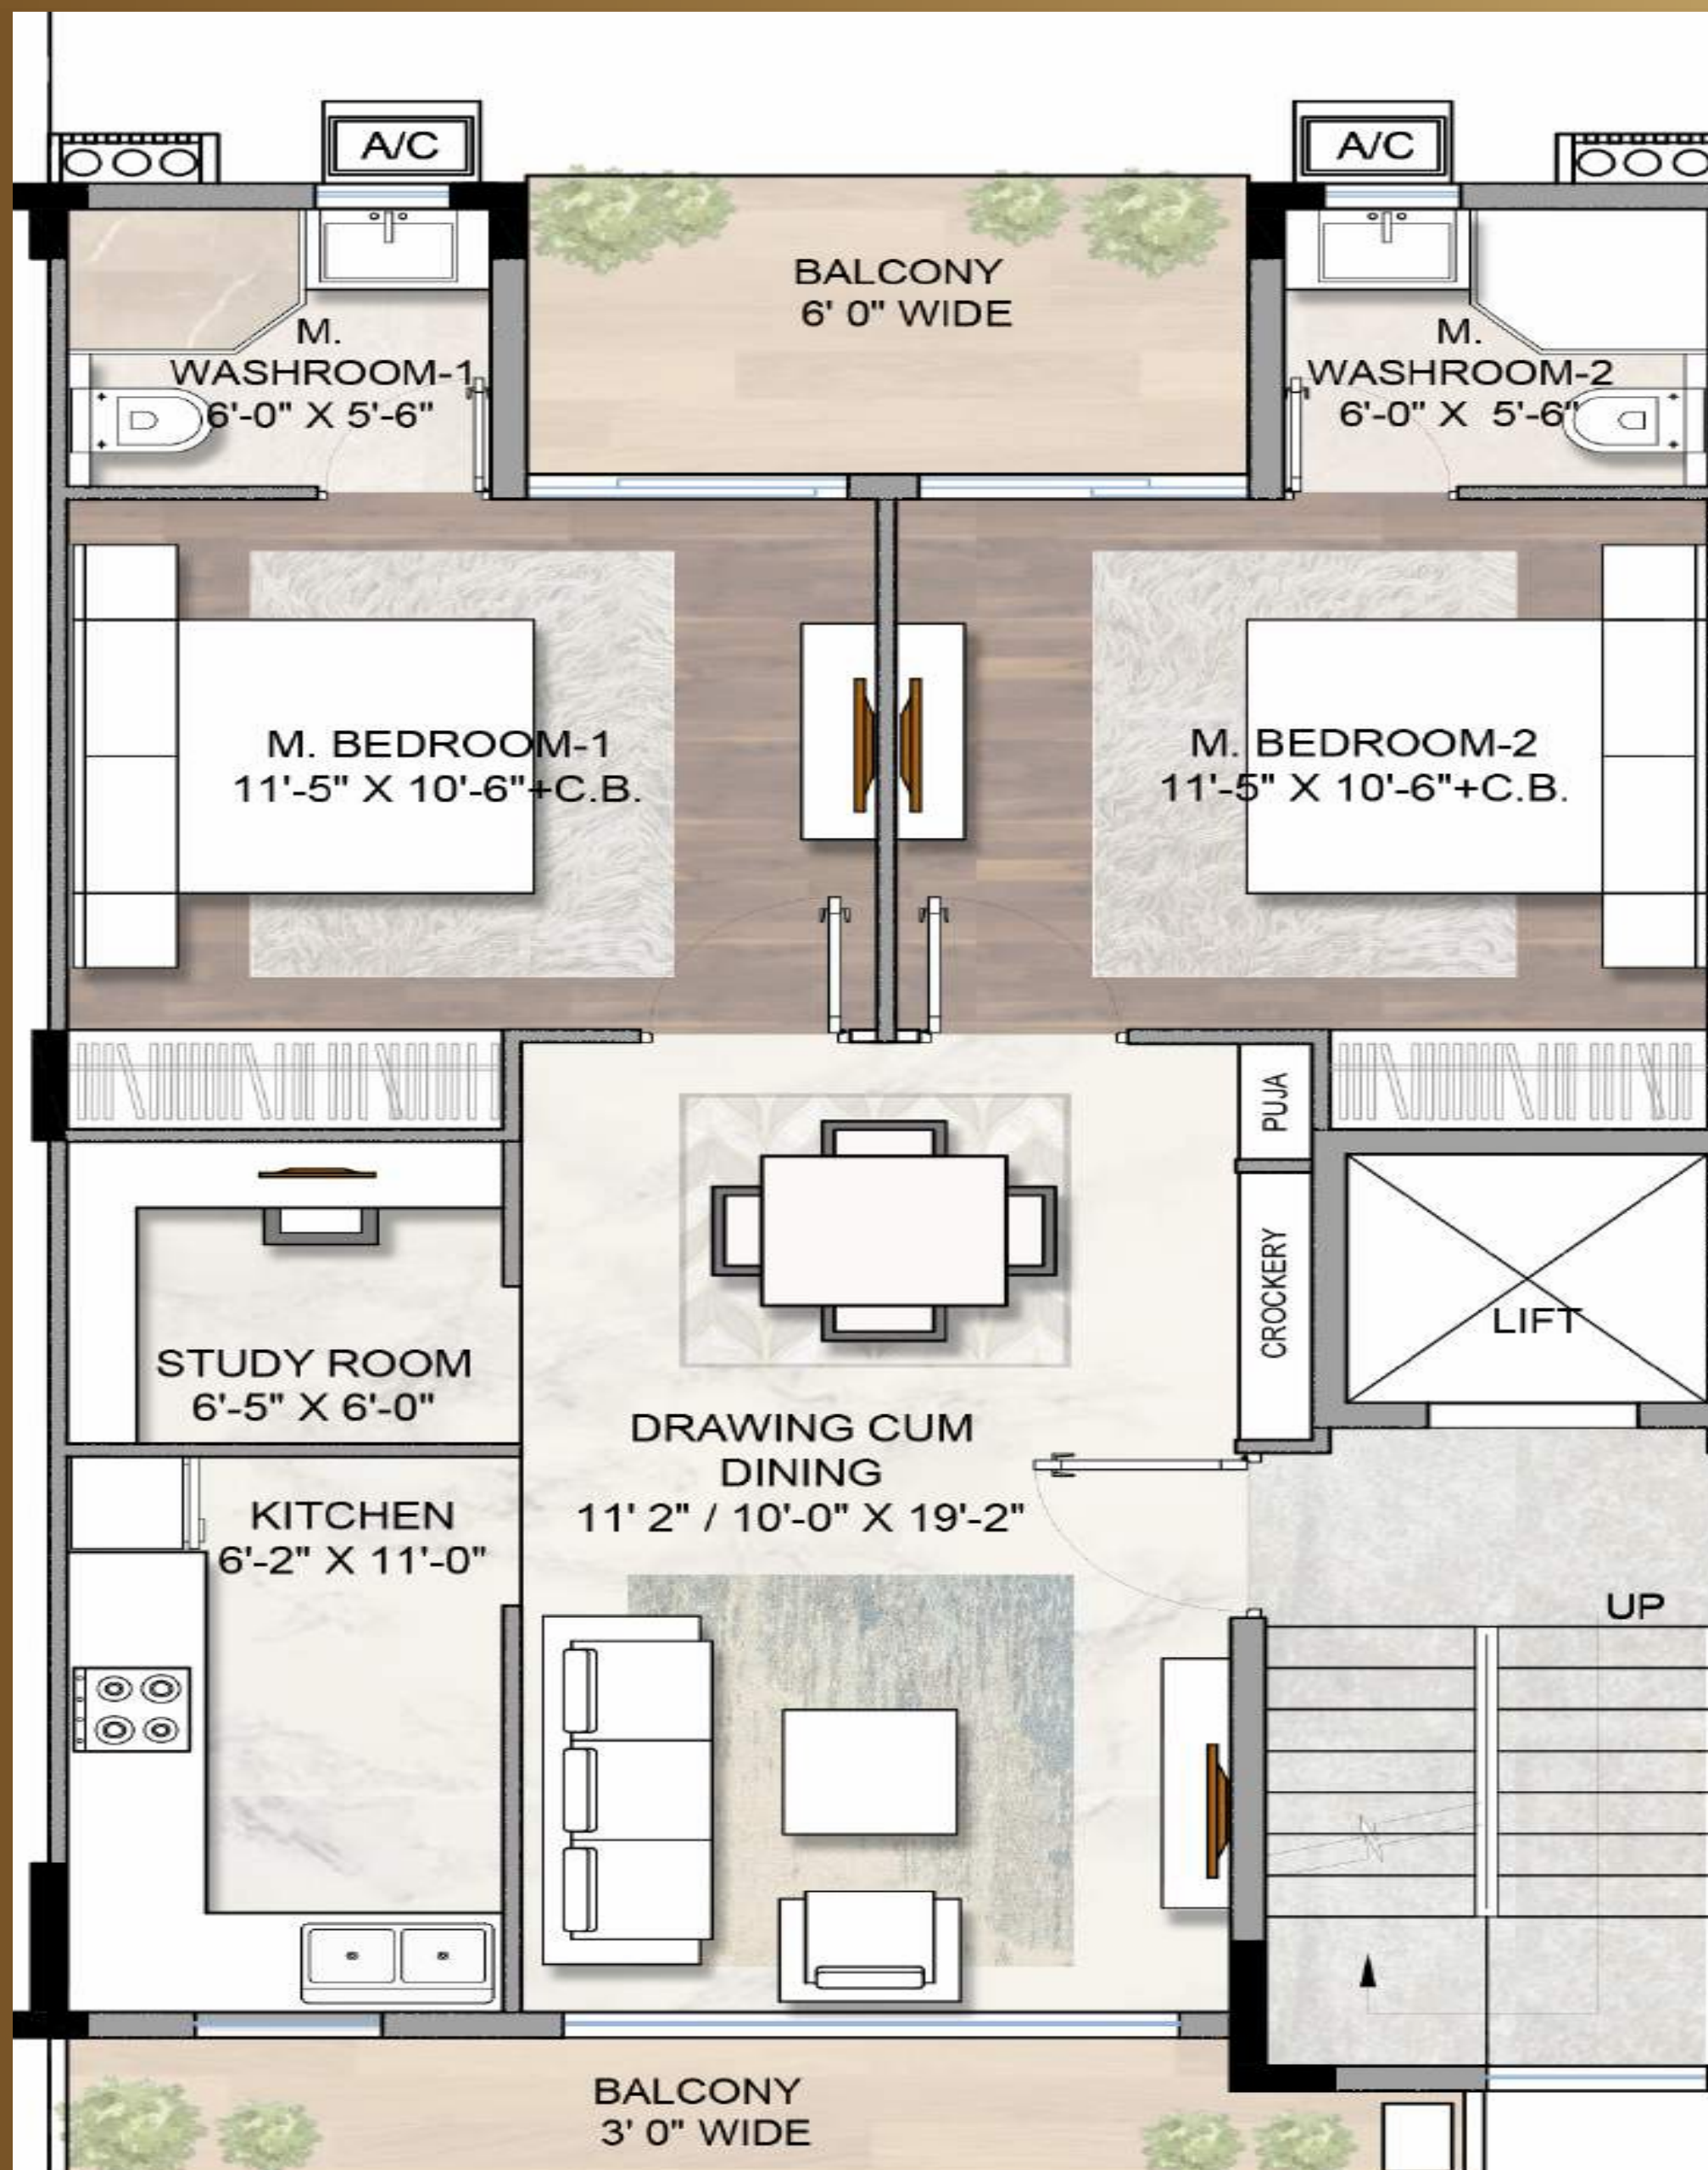 A/C
A/C
BALCONY
6' 0" WIDE
M.
WASHROOM-1
6'-0" X 5'-6"
M.
WASHROOM-2
6'-0" X 5'-6"
M. BEDROOM-1
11'-5" X 10'-6"+C.B.
M. BEDROOM-2
11'-5" X 10'-6"+C.B.
PUJA
CROCKERY
LIFT
STUDY ROOM
6'-5" X 6'-0"
DRAWING CUM
DINING
11' 2" / 10'-0" X 19'-2"
KITCHEN
6'-2" X 11'-0"
UP
BALCONY
3' 0" WIDE